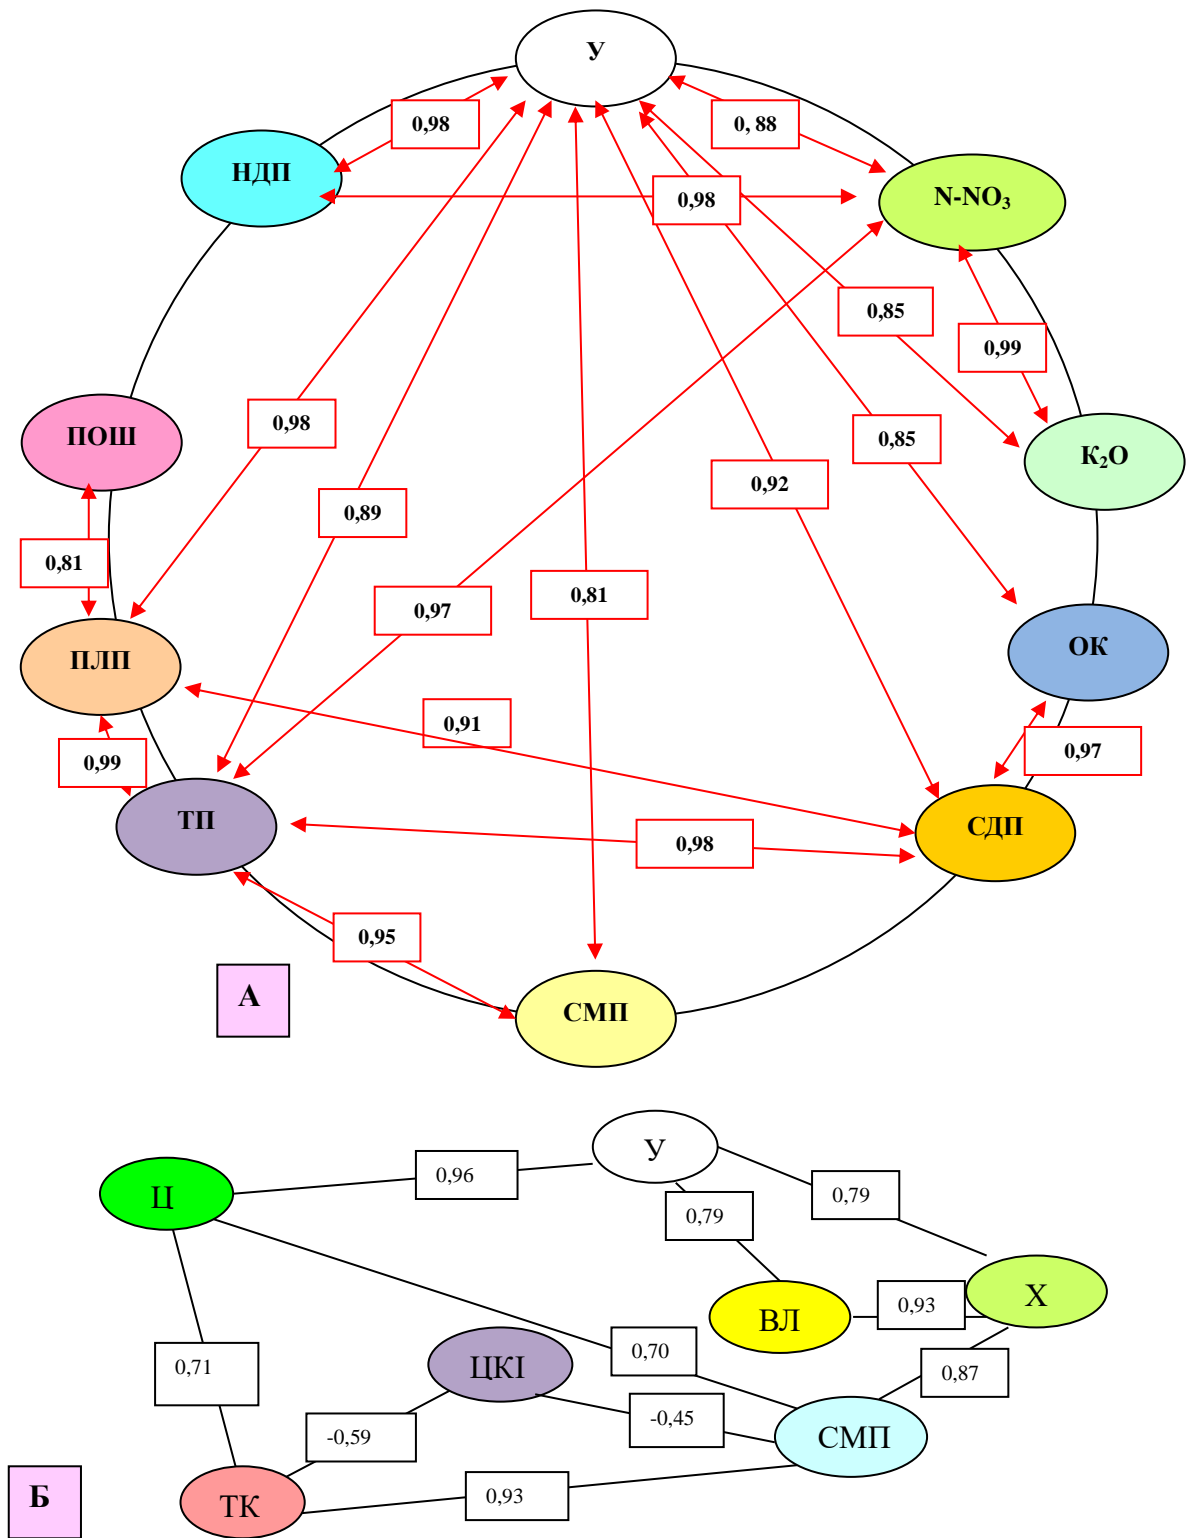 У
0,98
0, 88
НДП
0,98
N-NO₃
0,85
0,99
0,98
0,85
ПОШ
К₂О
0,92
0,89
0,81
0,81
0,97
ПЛП
ОК
0,91
0,97
0,99
ТП
СДП
0,98
0,95
А
СМП
У
0,96
Ц
0,79
0,79
Х
0,93
ВЛ
0,70
0,71
ЦКІ
0,87
-0,45
-0,59
СМП
0,93
ТК
Б